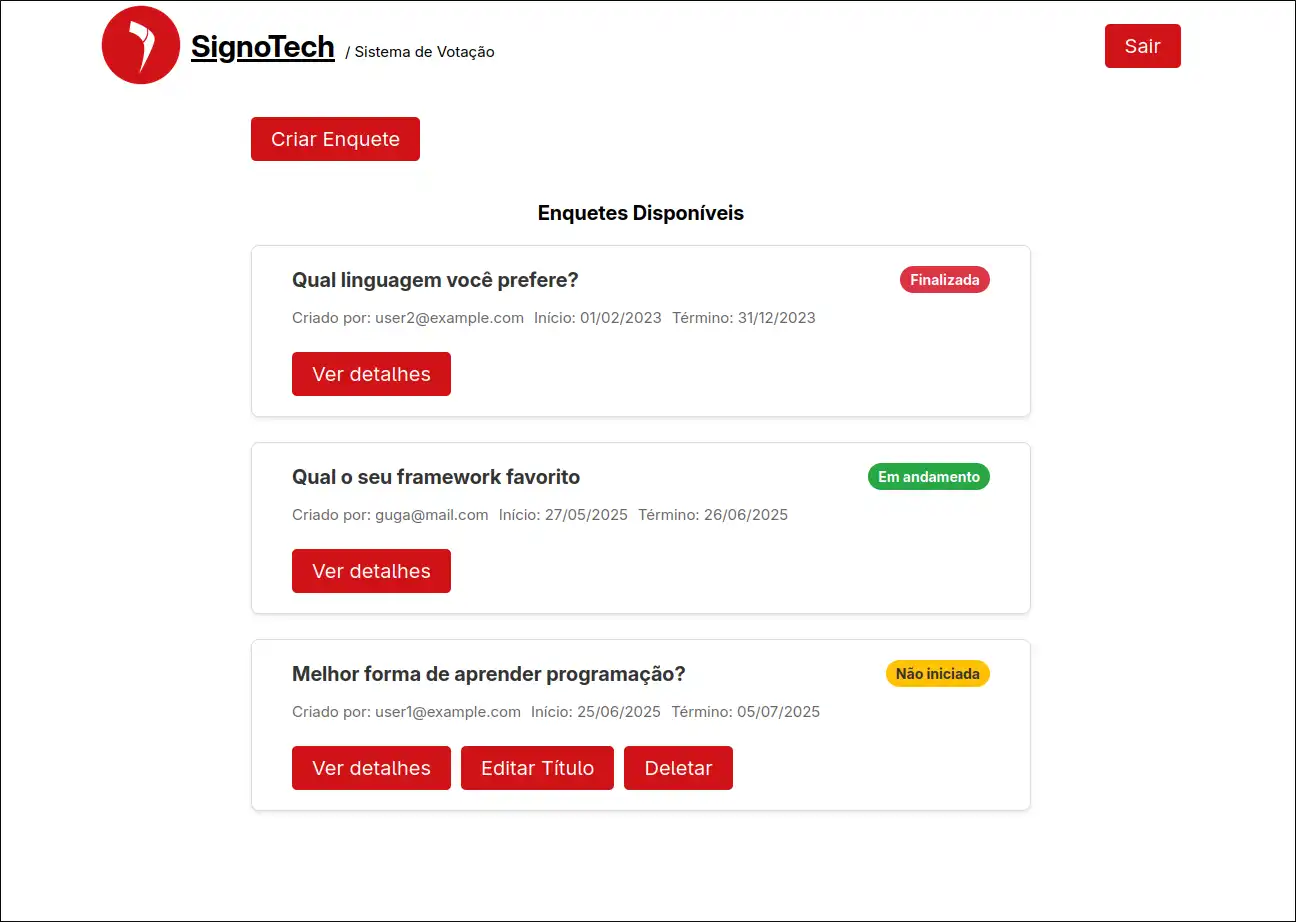 SignoTech / Sistema de Votação
Sair
Criar Enquete
Enquetes Disponíveis
Qual linguagem você prefere?
Finalizada
Criado por: user2@example.com Início: 01/02/2023 Término: 31/12/2023
Ver detalhes
Qual o seu framework favorito
Em andamento
Criado por: guga@mail.com Início: 27/05/2025 Término: 26/06/2025
Ver detalhes
Melhor forma de aprender programação?
Não iniciada
Criado por: user1@example.com Início: 25/06/2025 Término: 05/07/2025
Ver detalhes Editar Título Deletar